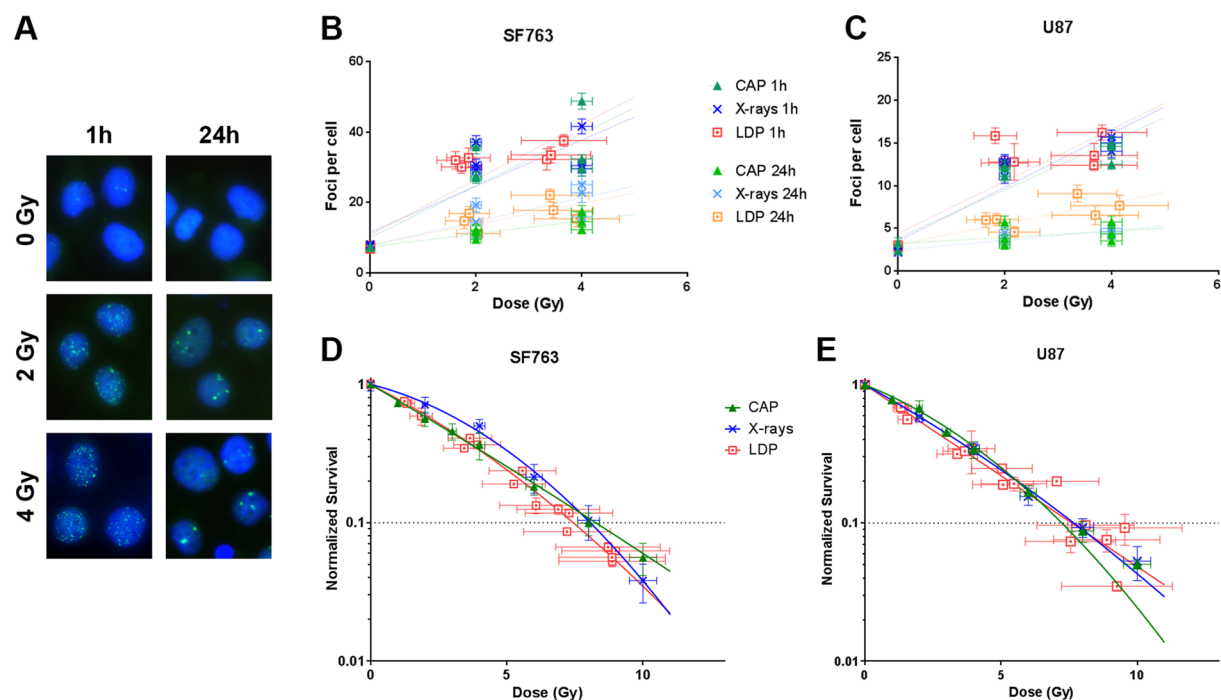 A
1h 24h
0 Gy
2 Gy
4 Gy
B
SF763
Foci per cell
60
40
20
0
0 2 4 6
Dose (Gy)
CAP 1h
X-rays 1h
LDP 1h
CAP 24h
X-rays 24h
LDP 24h
C
U87
Foci per cell
25
20
15
10
5
0
0 2 4 6
Dose (Gy)
D
SF763
Normalized Survival
1
0.1
0.01
0 5 10
Dose (Gy)
CAP
X-rays
LDP
E
U87
Normalized Survival
1
0.1
0.01
0 5 10
Dose (Gy)